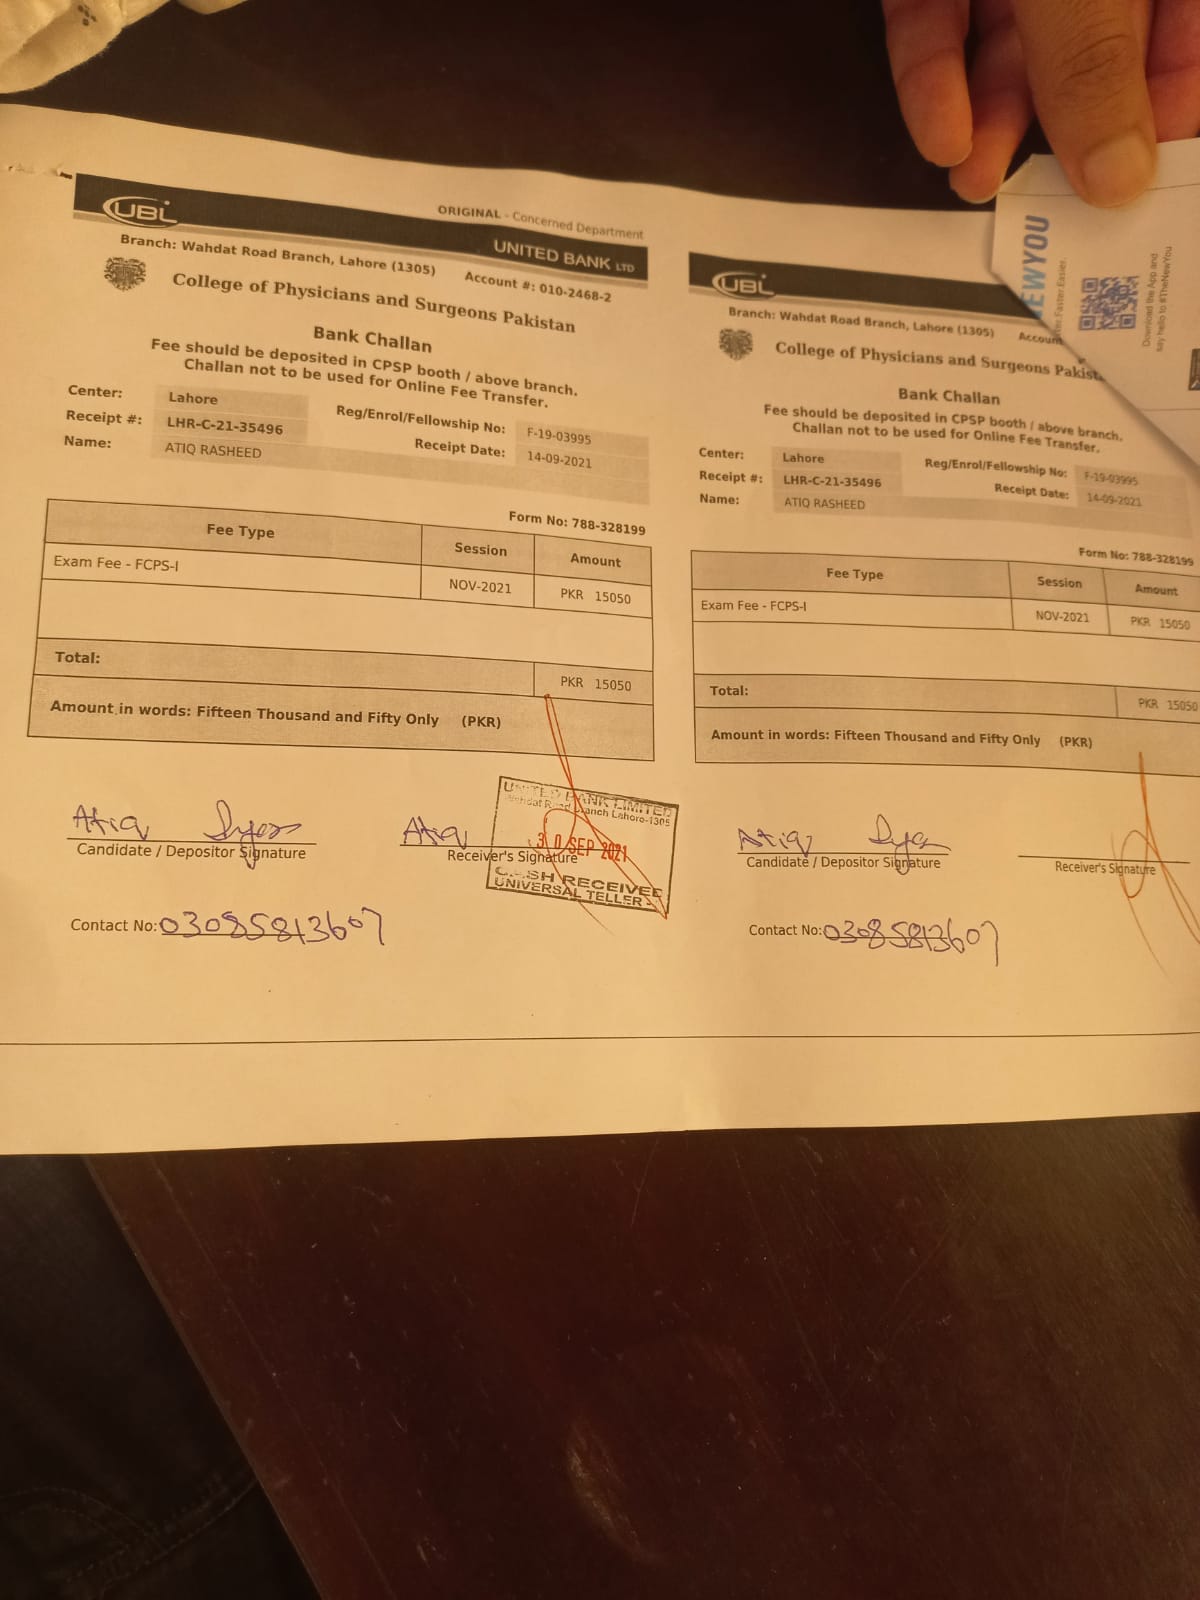 UBL
ORIGINAL - Concerned Department
UNITED BANK LTD
Branch: Wahdat Road Branch, Lahore (1305)
Account #: 010-2468-2
College of Physicians and Surgeons Pakistan
Bank Challan
Fee should be deposited in CPSP booth / above branch.
Challan not to be used for Online Fee Transfer.
Center: Lahore
Reg/Enrol/Fellowship No: F-19-03995
Receipt #: LHR-C-21-35496
Receipt Date: 14-09-2021
Name: ATIQ RASHEED
Form No: 788-328199
Fee Type Session Amount
Exam Fee - FCPS-I NOV-2021 PKR 15050
Total: PKR 15050
Amount in words: Fifteen Thousand and Fifty Only (PKR)
Atiq
Candidate / Depositor Signature
Atiq
Receiver's Signature
UNITED BANK LIMITED
Wahdat Road Branch Lahore-1305
30 SEP 2021
CASH RECEIVED
UNIVERSAL TELLER
Contact No: 03085813607
UBL
Branch: Wahdat Road Branch, Lahore (1305)
College of Physicians and Surgeons Pakist
Bank Challan
Fee should be deposited in CPSP booth / above branch.
Challan not to be used for Online Fee Transfer.
Center: Lahore
Reg/Enrol/Fellowship No: F-19-03995
Receipt #: LHR-C-21-35496
Receipt Date: 14-09-2021
Name: ATIQ RASHEED
Form No: 788-328199
Fee Type Session Amount
Exam Fee - FCPS-I NOV-2021 PKR 15050
Total: PKR 15050
Amount in words: Fifteen Thousand and Fifty Only (PKR)
Atiq
Candidate / Depositor Signature
Receiver's Signature
Contact No: 03085813607
EWYOU
Faster. Easier.
Download the App and
say hello to #TheNewYou